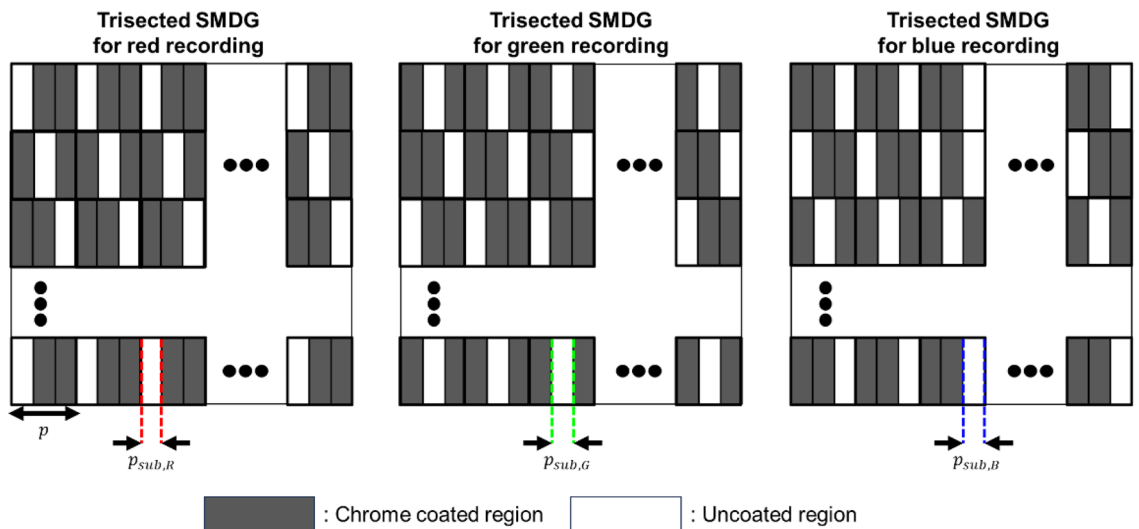 Trisected SMDG
for red recording
Trisected SMDG
for green recording
Trisected SMDG
for blue recording
p
p_{sub,R}
p_{sub,G}
p_{sub,B}
: Chrome coated region
: Uncoated region